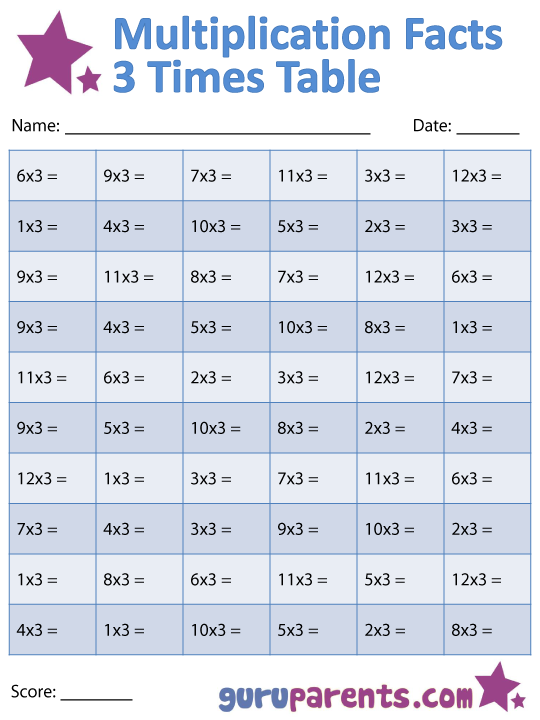 Multiplication Facts
3 Times Table
Name: ____________________ Date: ______
6x3 = 9x3 = 7x3 = 11x3 = 3x3 = 12x3 =
1x3 = 4x3 = 10x3 = 5x3 = 2x3 = 3x3 =
9x3 = 11x3 = 8x3 = 7x3 = 12x3 = 6x3 =
9x3 = 4x3 = 5x3 = 10x3 = 8x3 = 1x3 =
11x3 = 6x3 = 2x3 = 3x3 = 12x3 = 7x3 =
9x3 = 5x3 = 10x3 = 8x3 = 2x3 = 4x3 =
12x3 = 1x3 = 3x3 = 7x3 = 11x3 = 6x3 =
7x3 = 4x3 = 3x3 = 9x3 = 10x3 = 2x3 =
1x3 = 8x3 = 6x3 = 11x3 = 5x3 = 12x3 =
4x3 = 1x3 = 10x3 = 5x3 = 2x3 = 8x3 =
Score: ________ guruparents.com